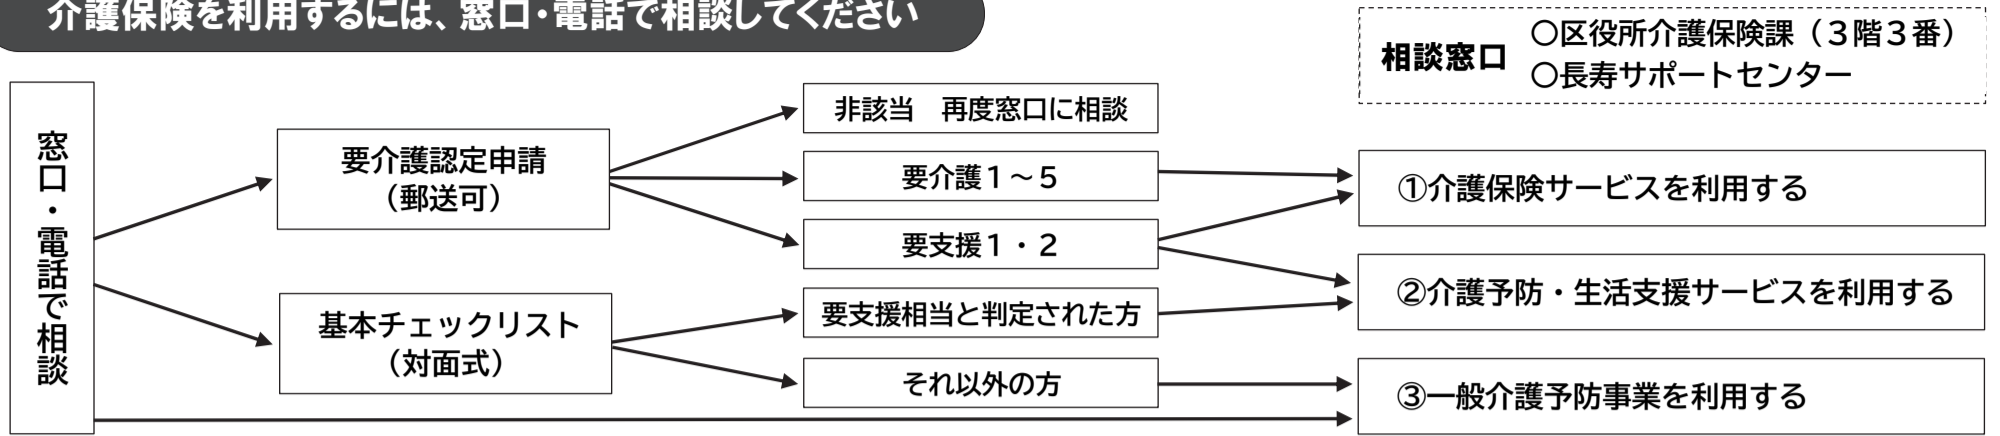 介護保険を利用するには、窓口・電話で相談してください
相談窓口
○区役所介護保険課（３階３番）
○長寿サポートセンター
窓口・電話で相談
要介護認定申請
（郵送可）
基本チェックリスト
（対面式）
非該当　再度窓口に相談
要介護１～５
要支援１・２
要支援相当と判定された方
それ以外の方
①介護保険サービスを利用する
②介護予防・生活支援サービスを利用する
③一般介護予防事業を利用する